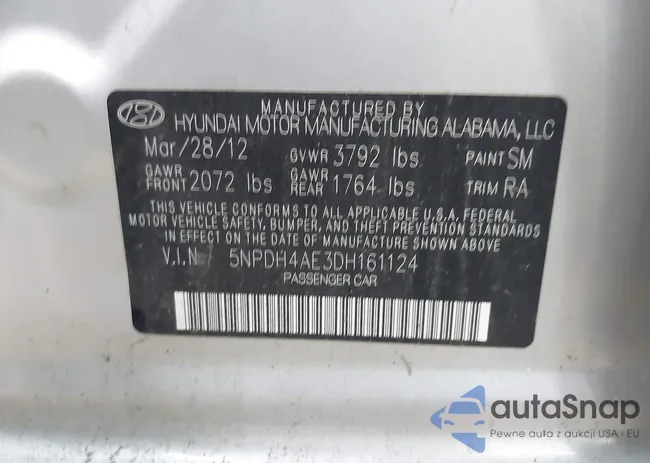 MANUFACTURED BY
HYUNDAI MOTOR MANUFACTURING ALABAMA, LLC
Mar/28/12 GVWR 3792 lbs PAINT SM
GAWR FRONT 2072 lbs GAWR REAR 1764 lbs TRIM RA
THIS VEHICLE CONFORMS TO ALL APPLICABLE U.S.A. FEDERAL
MOTOR VEHICLE SAFETY, BUMPER, AND THEFT PREVENTION STANDARDS
IN EFFECT ON THE DATE OF MANUFACTURE SHOWN ABOVE.
V.I.N / 5NPDH4AE3DH161124
PASSENGER CAR
autaSnap
Pewne auta z aukcji USA i EU